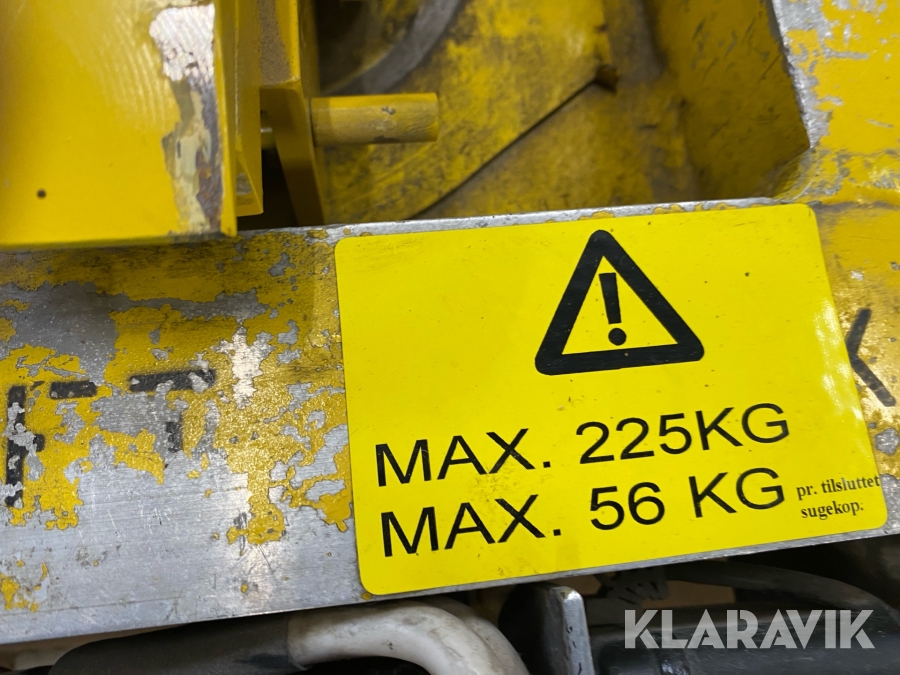 MAX. 225KG
MAX. 56 KG pr. tilsluttet
sugekop.
KLARAVIK